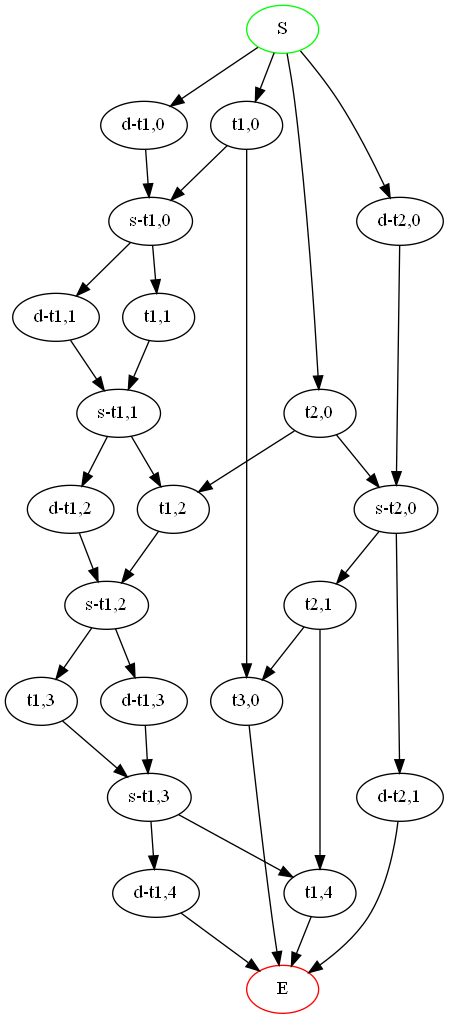 S
d-t1,0
t1,0
s-t1,0
d-t2,0
d-t1,1
t1,1
s-t1,1
t2,0
d-t1,2
t1,2
s-t2,0
s-t1,2
t2,1
t1,3
d-t1,3
t3,0
s-t1,3
d-t2,1
d-t1,4
t1,4
E